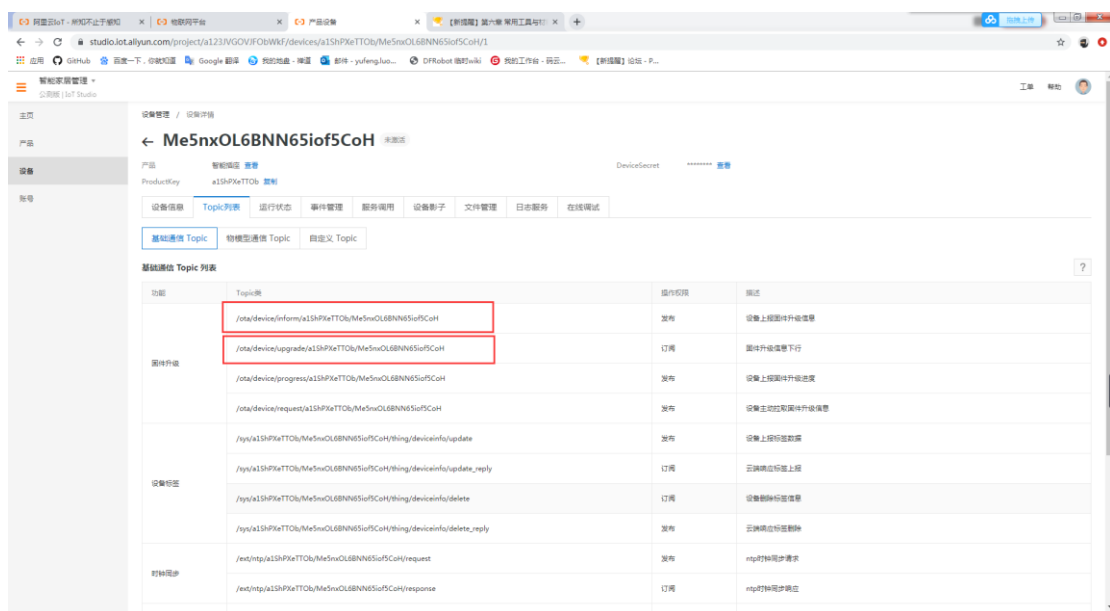 阿里云IoT - 所知不止于感知
物联网平台
产品设备
【新提醒】第六章 常用工具与
拖拽上传
studio.iot.aliyun.com/project/a123JVGOVJFObWkF/devices/a1ShPXeTTOb/Me5nxOL6BNN65iof5CoH/1
应用 GitHub 百度一下,你就知道 Google 翻译 我的地盘 - 禅道 邮件 - yufeng.luo... DFRobot 临时wiki 我的工作台 - 码云... 【新提醒】论坛 - P...
智能家居管理
公测版 | IoT Studio
工单 帮助
主页
产品
设备
账号
设备管理 / 设备详情
← Me5nxOL6BNN65iof5CoH 未激活
产品 智能插座 查看 DeviceSecret ******** 查看
ProductKey a1ShPXeTTOb 复制
设备信息 Topic列表 运行状态 事件管理 服务调用 设备影子 文件管理 日志服务 在线调试
基础通信 Topic 物模型通信 Topic 自定义 Topic
基础通信 Topic 列表 ?
功能 Topic类 操作权限 描述
/ota/device/inform/a1ShPXeTTOb/Me5nxOL6BNN65iof5CoH 发布 设备上报固件升级信息
/ota/device/upgrade/a1ShPXeTTOb/Me5nxOL6BNN65iof5CoH 订阅 固件升级信息下行
固件升级
/ota/device/progress/a1ShPXeTTOb/Me5nxOL6BNN65iof5CoH 发布 设备上报固件升级进度
/ota/device/request/a1ShPXeTTOb/Me5nxOL6BNN65iof5CoH 发布 设备主动拉取固件升级信息
/sys/a1ShPXeTTOb/Me5nxOL6BNN65iof5CoH/thing/deviceinfo/update 发布 设备上报标签数据
/sys/a1ShPXeTTOb/Me5nxOL6BNN65iof5CoH/thing/deviceinfo/update_reply 订阅 云端响应标签上报
设备标签
/sys/a1ShPXeTTOb/Me5nxOL6BNN65iof5CoH/thing/deviceinfo/delete 订阅 设备删除标签信息
/sys/a1ShPXeTTOb/Me5nxOL6BNN65iof5CoH/thing/deviceinfo/delete_reply 发布 云端响应标签删除
/ext/ntp/a1ShPXeTTOb/Me5nxOL6BNN65iof5CoH/request 发布 ntp时钟同步请求
时钟同步
/ext/ntp/a1ShPXeTTOb/Me5nxOL6BNN65iof5CoH/response 订阅 ntp时钟同步响应